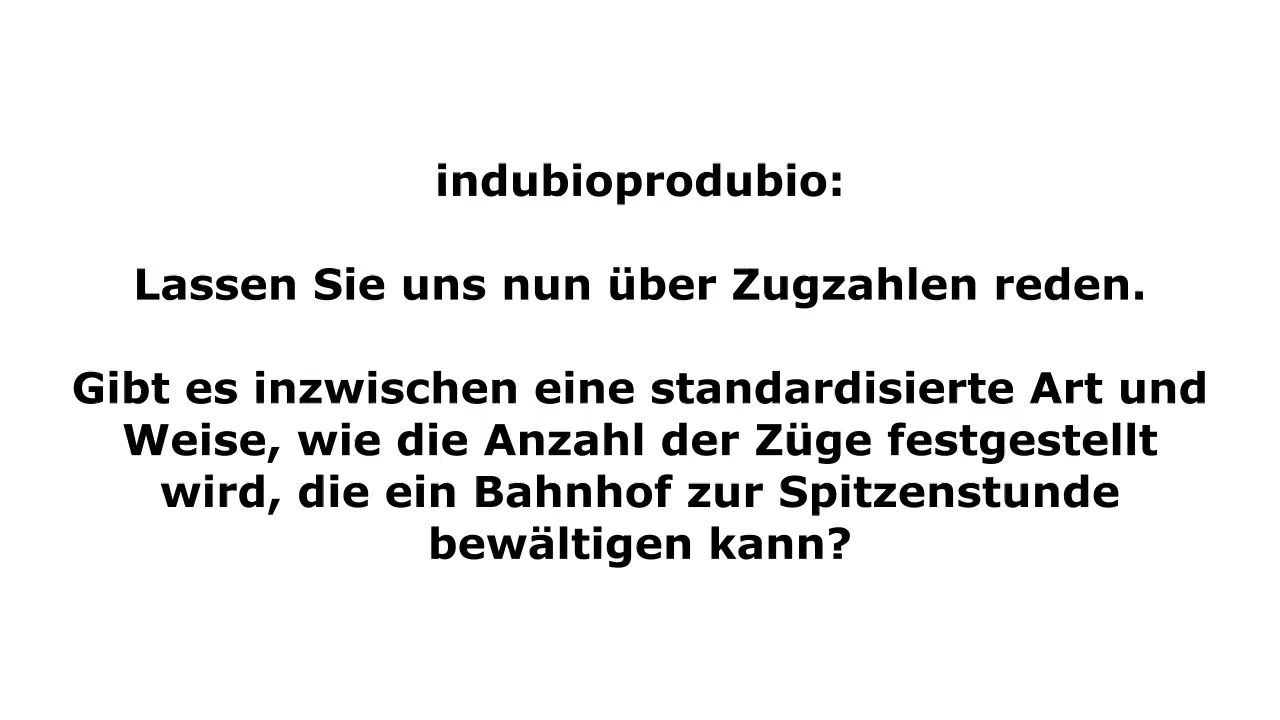 indubioprodubio:
Lassen Sie uns nun über Zugzahlen reden.
Gibt es inzwischen eine standardisierte Art und
Weise, wie die Anzahl der Züge festgestellt
wird, die ein Bahnhof zur Spitzenstunde
bewältigen kann?